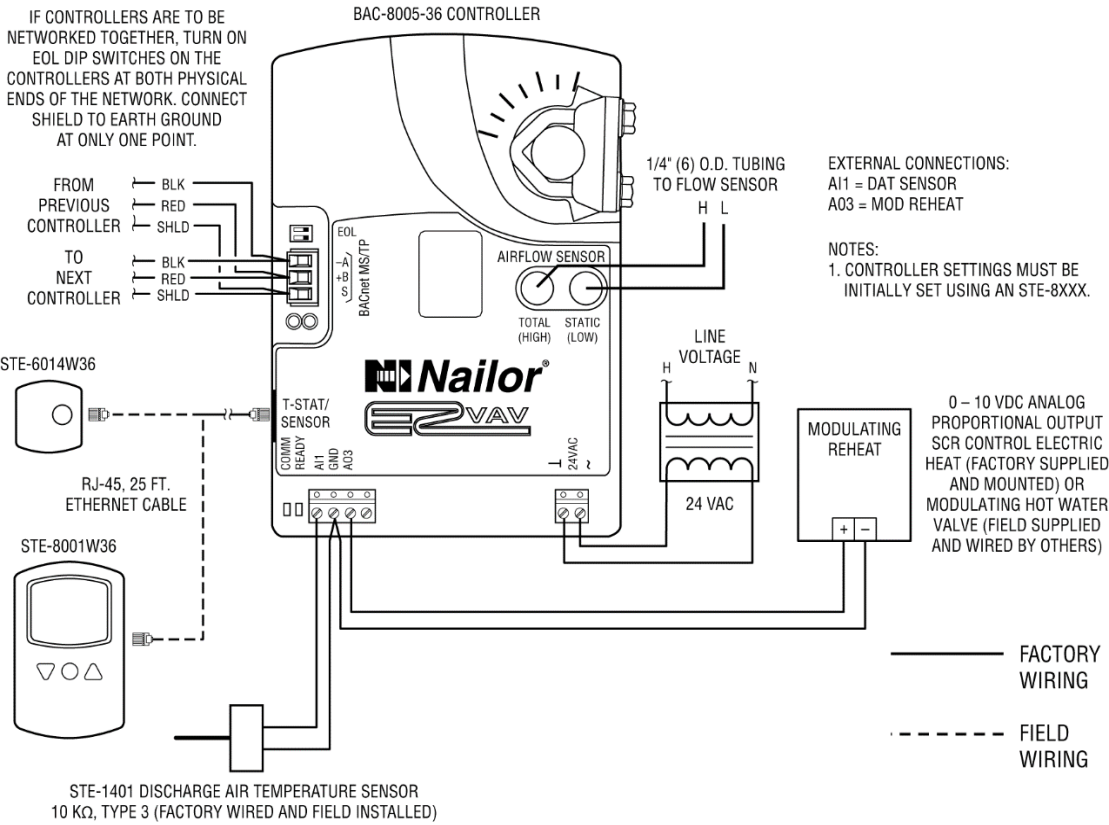 IF CONTROLLERS ARE TO BE
NETWORKED TOGETHER, TURN ON
EOL DIP SWITCHES ON THE
CONTROLLERS AT BOTH PHYSICAL
ENDS OF THE NETWORK. CONNECT
SHIELD TO EARTH GROUND
AT ONLY ONE POINT.
BAC-8005-36 CONTROLLER
FROM
PREVIOUS
CONTROLLER
BLK
RED
SHLD
TO
NEXT
CONTROLLER
BLK
RED
SHLD
EOL
–A
+B
S
BACnet MS/TP
1/4" (6) O.D. TUBING
TO FLOW SENSOR
H L
AIRFLOW SENSOR
TOTAL
(HIGH)
STATIC
(LOW)
EXTERNAL CONNECTIONS:
AI1 = DAT SENSOR
A03 = MOD REHEAT
NOTES:
1. CONTROLLER SETTINGS MUST BE
INITIALLY SET USING AN STE-8XXX.
Nailor®
EZVAV
LINE
VOLTAGE
H
N
24 VAC
STE-6014W36
T-STAT/
SENSOR
COMM
READY
AI1
GND
A03
⊥
24VAC
~
RJ-45, 25 FT.
ETHERNET CABLE
STE-8001W36
MODULATING
REHEAT
+ –
0 – 10 VDC ANALOG
PROPORTIONAL OUTPUT
SCR CONTROL ELECTRIC
HEAT (FACTORY SUPPLIED
AND MOUNTED) OR
MODULATING HOT WATER
VALVE (FIELD SUPPLIED
AND WIRED BY OTHERS)
FACTORY
WIRING
FIELD
WIRING
STE-1401 DISCHARGE AIR TEMPERATURE SENSOR
10 KΩ, TYPE 3 (FACTORY WIRED AND FIELD INSTALLED)